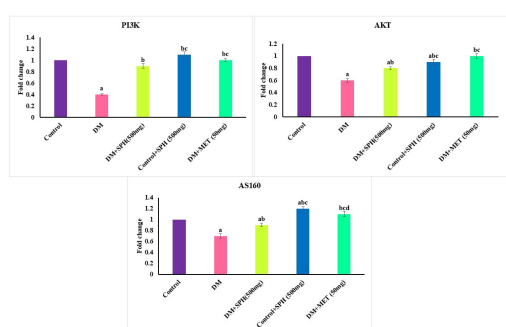 PI3K
1.4
1.2
1
0.8
0.6
0.4
0.2
0
Fold change
a
b
bc
bc
Control
DM
DM+SPH(500mg)
Control+SPH (500mg)
DM+MET (50mg)
AKT
1.2
1
0.8
0.6
0.4
0.2
0
Fold change
a
ab
abc
bc
Control
DM
DM+SPH(500mg)
Control+SPH (500mg)
DM+MET (50mg)
AS160
1.4
1.2
1
0.8
0.6
0.4
0.2
0
Fold change
a
ab
abc
bcd
Control
DM
DM+SPH(500mg)
Control+SPH (500mg)
DM+MET (50mg)